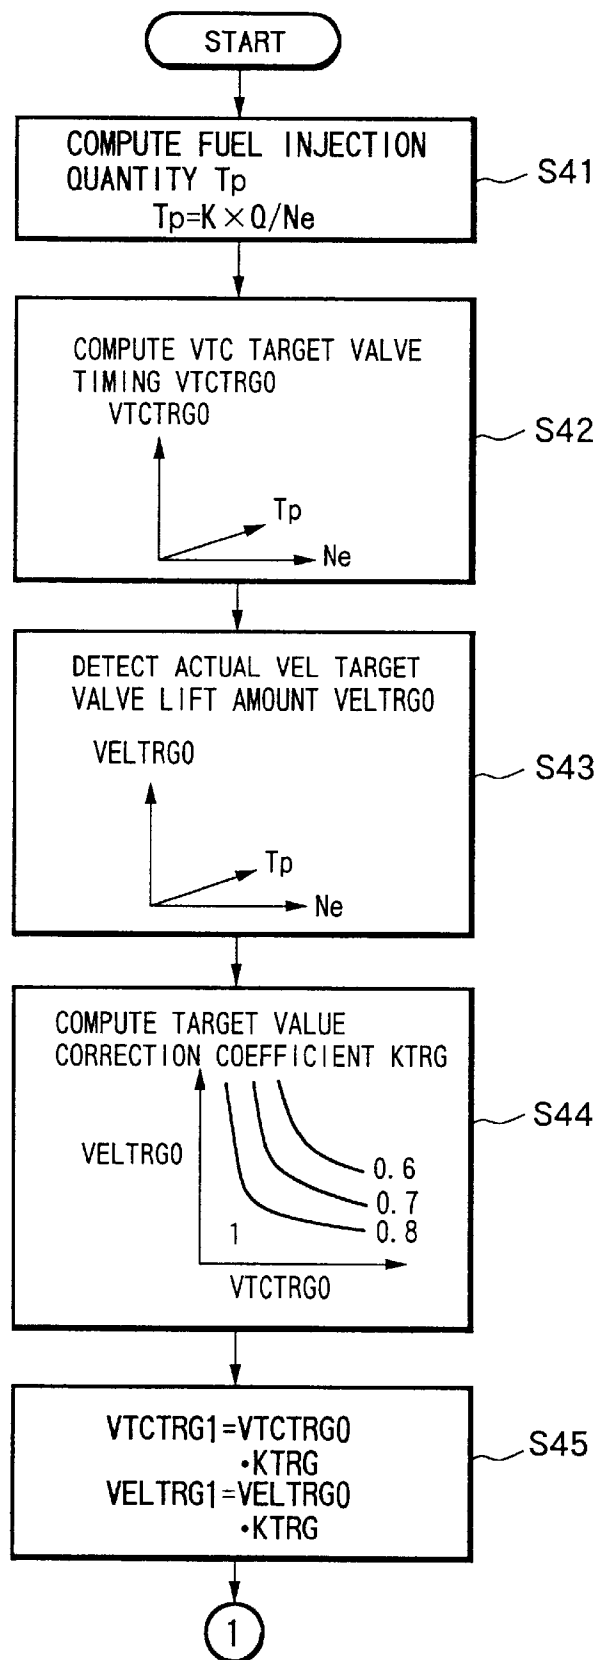 START
COMPUTE FUEL INJECTION
QUANTITY Tp
Tp=K×Q/Ne
S41
COMPUTE VTC TARGET VALVE
TIMING VTCTRG0
VTCTRG0
Tp
Ne
S42
DETECT ACTUAL VEL TARGET
VALVE LIFT AMOUNT VELTRG0
VELTRG0
Tp
Ne
S43
COMPUTE TARGET VALUE
CORRECTION COEFFICIENT KTRG
VELTRG0
0.6
0.7
0.8
1
VTCTRG0
S44
VTCTRG1=VTCTRG0
•KTRG
VELTRG1=VELTRG0
•KTRG
S45
1